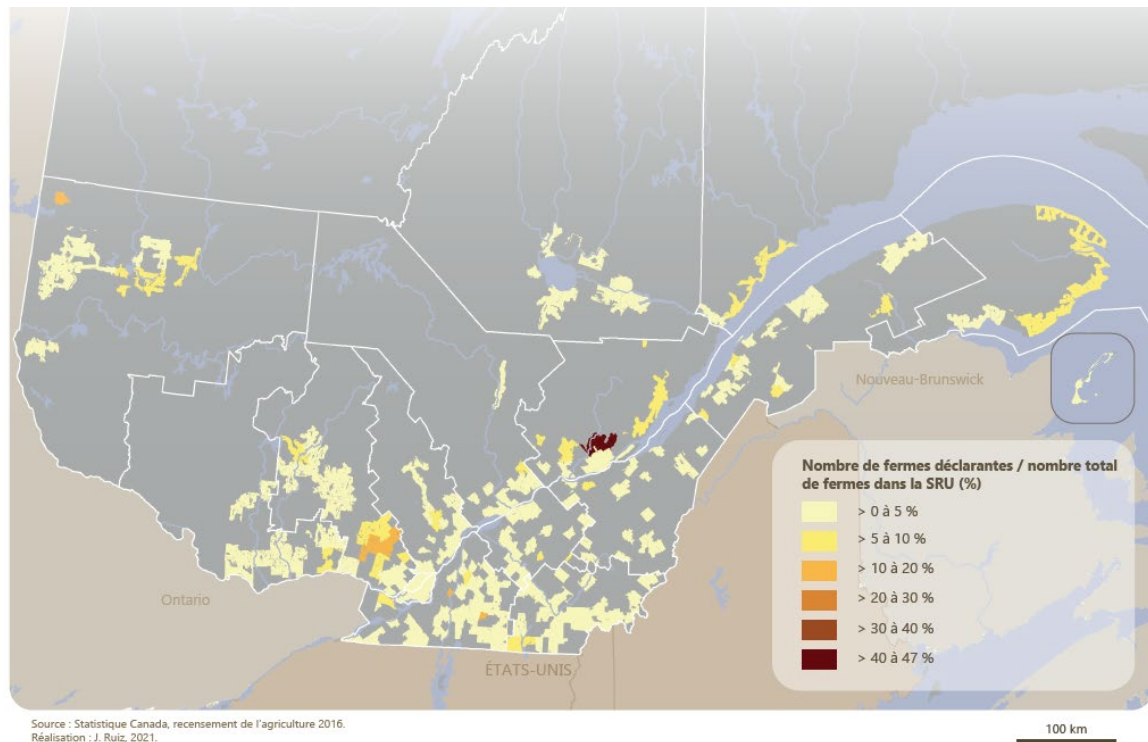 Nouveau-Brunswick
Nombre de fermes déclarantes / nombre total
de fermes dans la SRU (%)
> 0 à 5 %
> 5 à 10 %
> 10 à 20 %
> 20 à 30 %
> 30 à 40 %
> 40 à 47 %
Ontario
ÉTATS-UNIS
Source : Statistique Canada, recensement de l'agriculture 2016.
Réalisation : J. Ruiz, 2021.
100 km